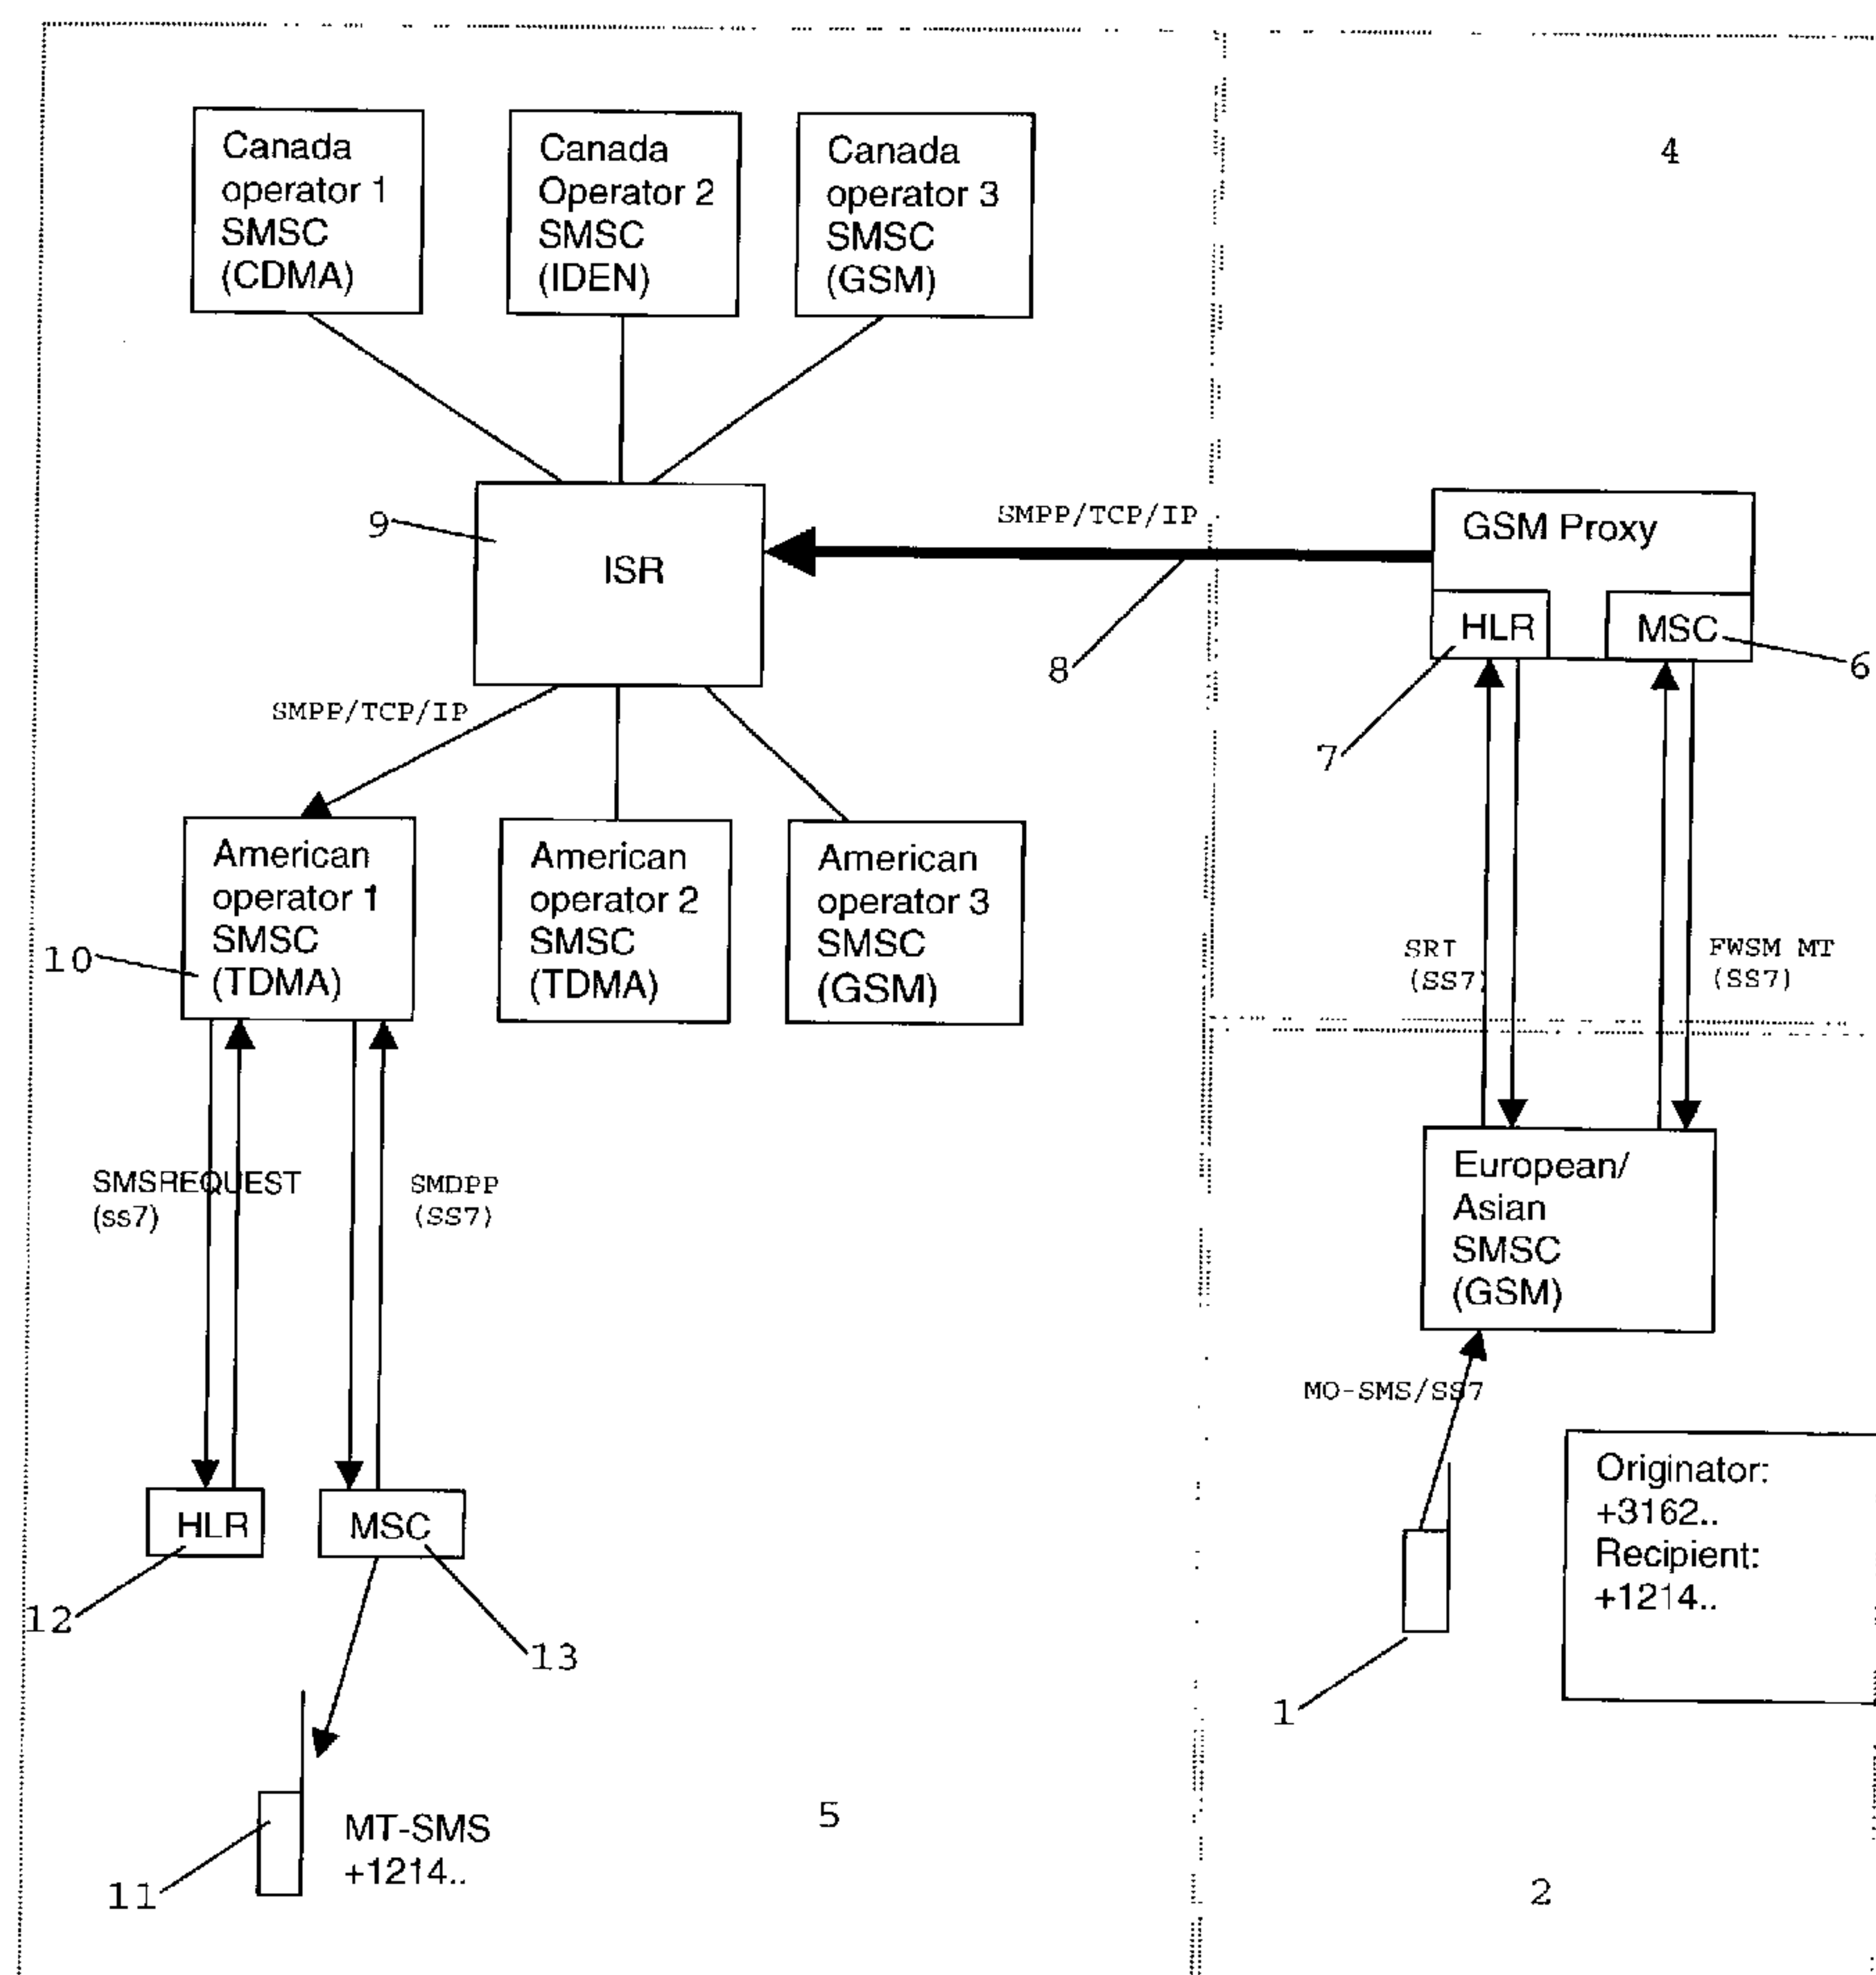 Canada
operator 1
SMSC
(CDMA)
Canada
Operator 2
SMSC
(IDEN)
Canada
operator 3
SMSC
(GSM)
4
9
ISR
SMPP/TCP/IP
8
GSM Proxy
HLR
MSC
6
7
SMPP/TCP/IP
American
operator 1
SMSC
(TDMA)
10
American
operator 2
SMSC
(TDMA)
American
operator 3
SMSC
(GSM)
SRI
(SS7)
FWSM MT
(SS7)
SMSREQUEST
(ss7)
SMDPP
(SS7)
European/
Asian
SMSC
(GSM)
MO-SMS/SS7
Originator:
+3162..
Recipient:
+1214..
1
HLR
MSC
12
13
11
MT-SMS
+1214..
5
2